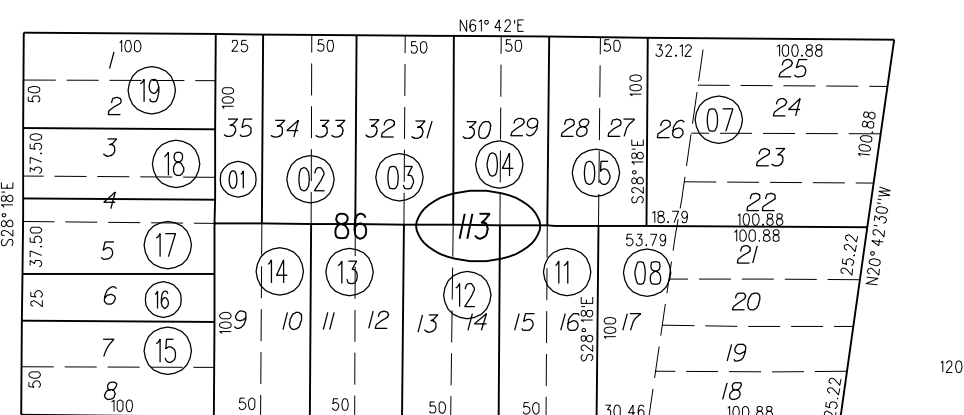 N61° 42'E
100 25 50 50 50 50 32.12 100.88
1 25
50 19 100 100 07 24
2
35 34 33 32 31 30 29 28 27 26 100.88
37.50 3 18 04 05 S28° 18'E 23
01 02 03
S28° 18'E 4 22
18.79 100.88
86 113
37.50 5 17 53.79 100.88
21 25.22 N20° 42'30"W
14 13 12 11 08
25 6 16 20
9 10 11 12 13 14 15 16 17
100 S28° 18'E 100
7 15 19
120
50 8 18 25.22
100 50 50 50 50 30.46 100.88